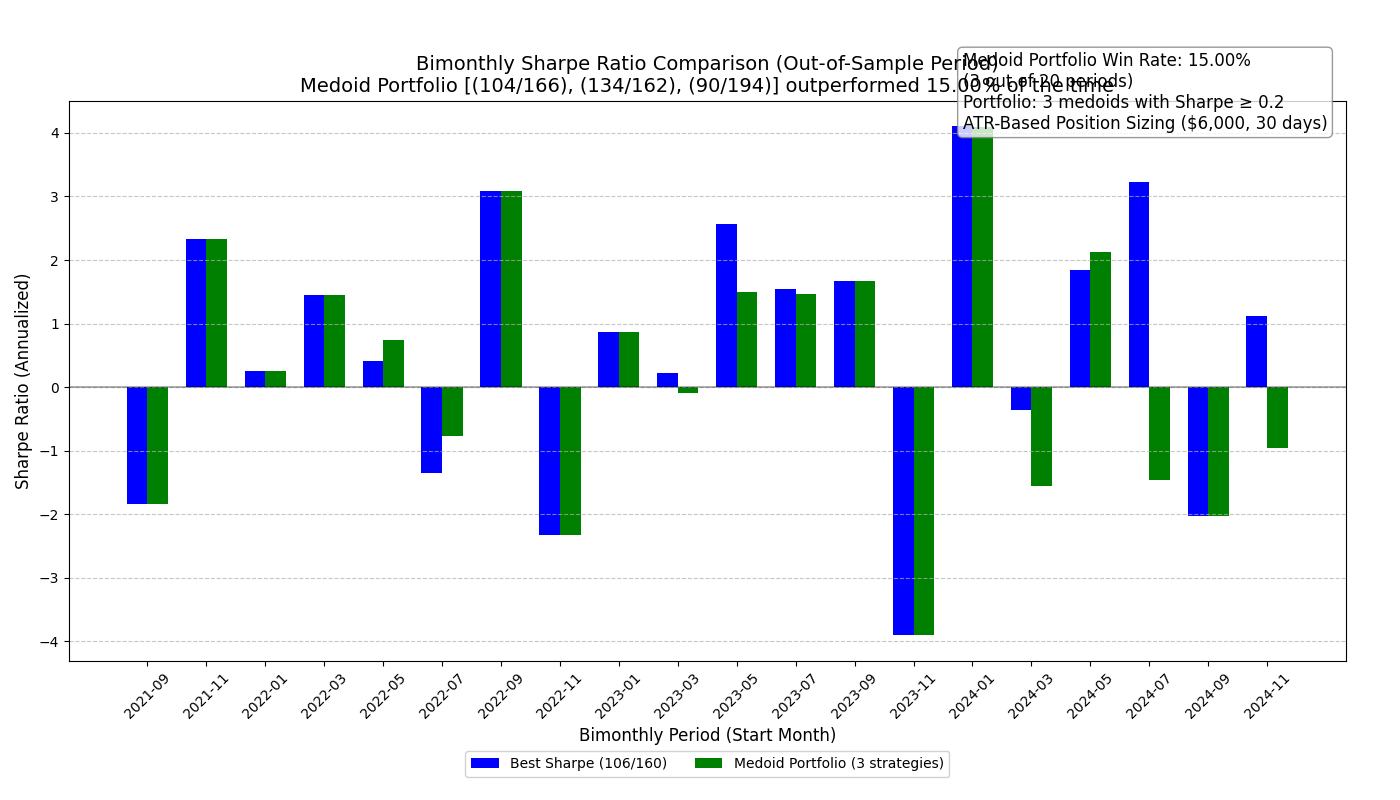 Bimonthly Sharpe Ratio Comparison (Out-of-Sample Period)
Medoid Portfolio [(104/166), (134/162), (90/194)] outperformed 15.00% of the time
Medoid Portfolio Win Rate: 15.00%
(3 out of 20 periods)
Portfolio: 3 medoids with Sharpe ≥ 0.2
ATR-Based Position Sizing ($6,000, 30 days)
Sharpe Ratio (Annualized)
4
3
2
1
0
−1
−2
−3
−4
2021-09
2021-11
2022-01
2022-03
2022-05
2022-07
2022-09
2022-11
2023-01
2023-03
2023-05
2023-07
2023-09
2023-11
2024-01
2024-03
2024-05
2024-07
2024-09
2024-11
Bimonthly Period (Start Month)
Best Sharpe (106/160)
Medoid Portfolio (3 strategies)